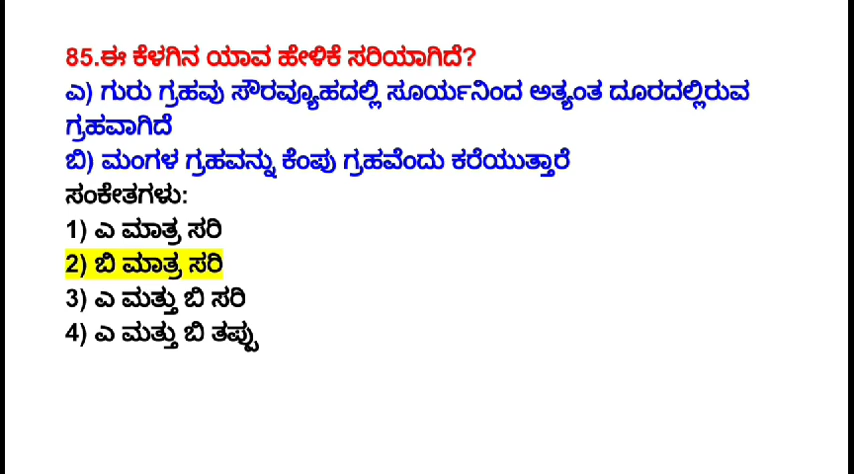 85.ಈ ಕೆಳಗಿನ ಯಾವ ಹೇಳಿಕೆ ಸರಿಯಾಗಿದೆ?
ಎ) ಗುರು ಗ್ರಹವು ಸೌರವ್ಯೂಹದಲ್ಲಿ ಸೂರ್ಯನಿಂದ ಅತ್ಯಂತ ದೂರದಲ್ಲಿರುವ
ಗ್ರಹವಾಗಿದೆ
ಬಿ) ಮಂಗಳ ಗ್ರಹವನ್ನು ಕೆಂಪು ಗ್ರಹವೆಂದು ಕರೆಯುತ್ತಾರೆ
ಸಂಕೇತಗಳು:
1) ಎ ಮಾತ್ರ ಸರಿ
2) ಬಿ ಮಾತ್ರ ಸರಿ
3) ಎ ಮತ್ತು ಬಿ ಸರಿ
4) ಎ ಮತ್ತು ಬಿ ತಪ್ಪು